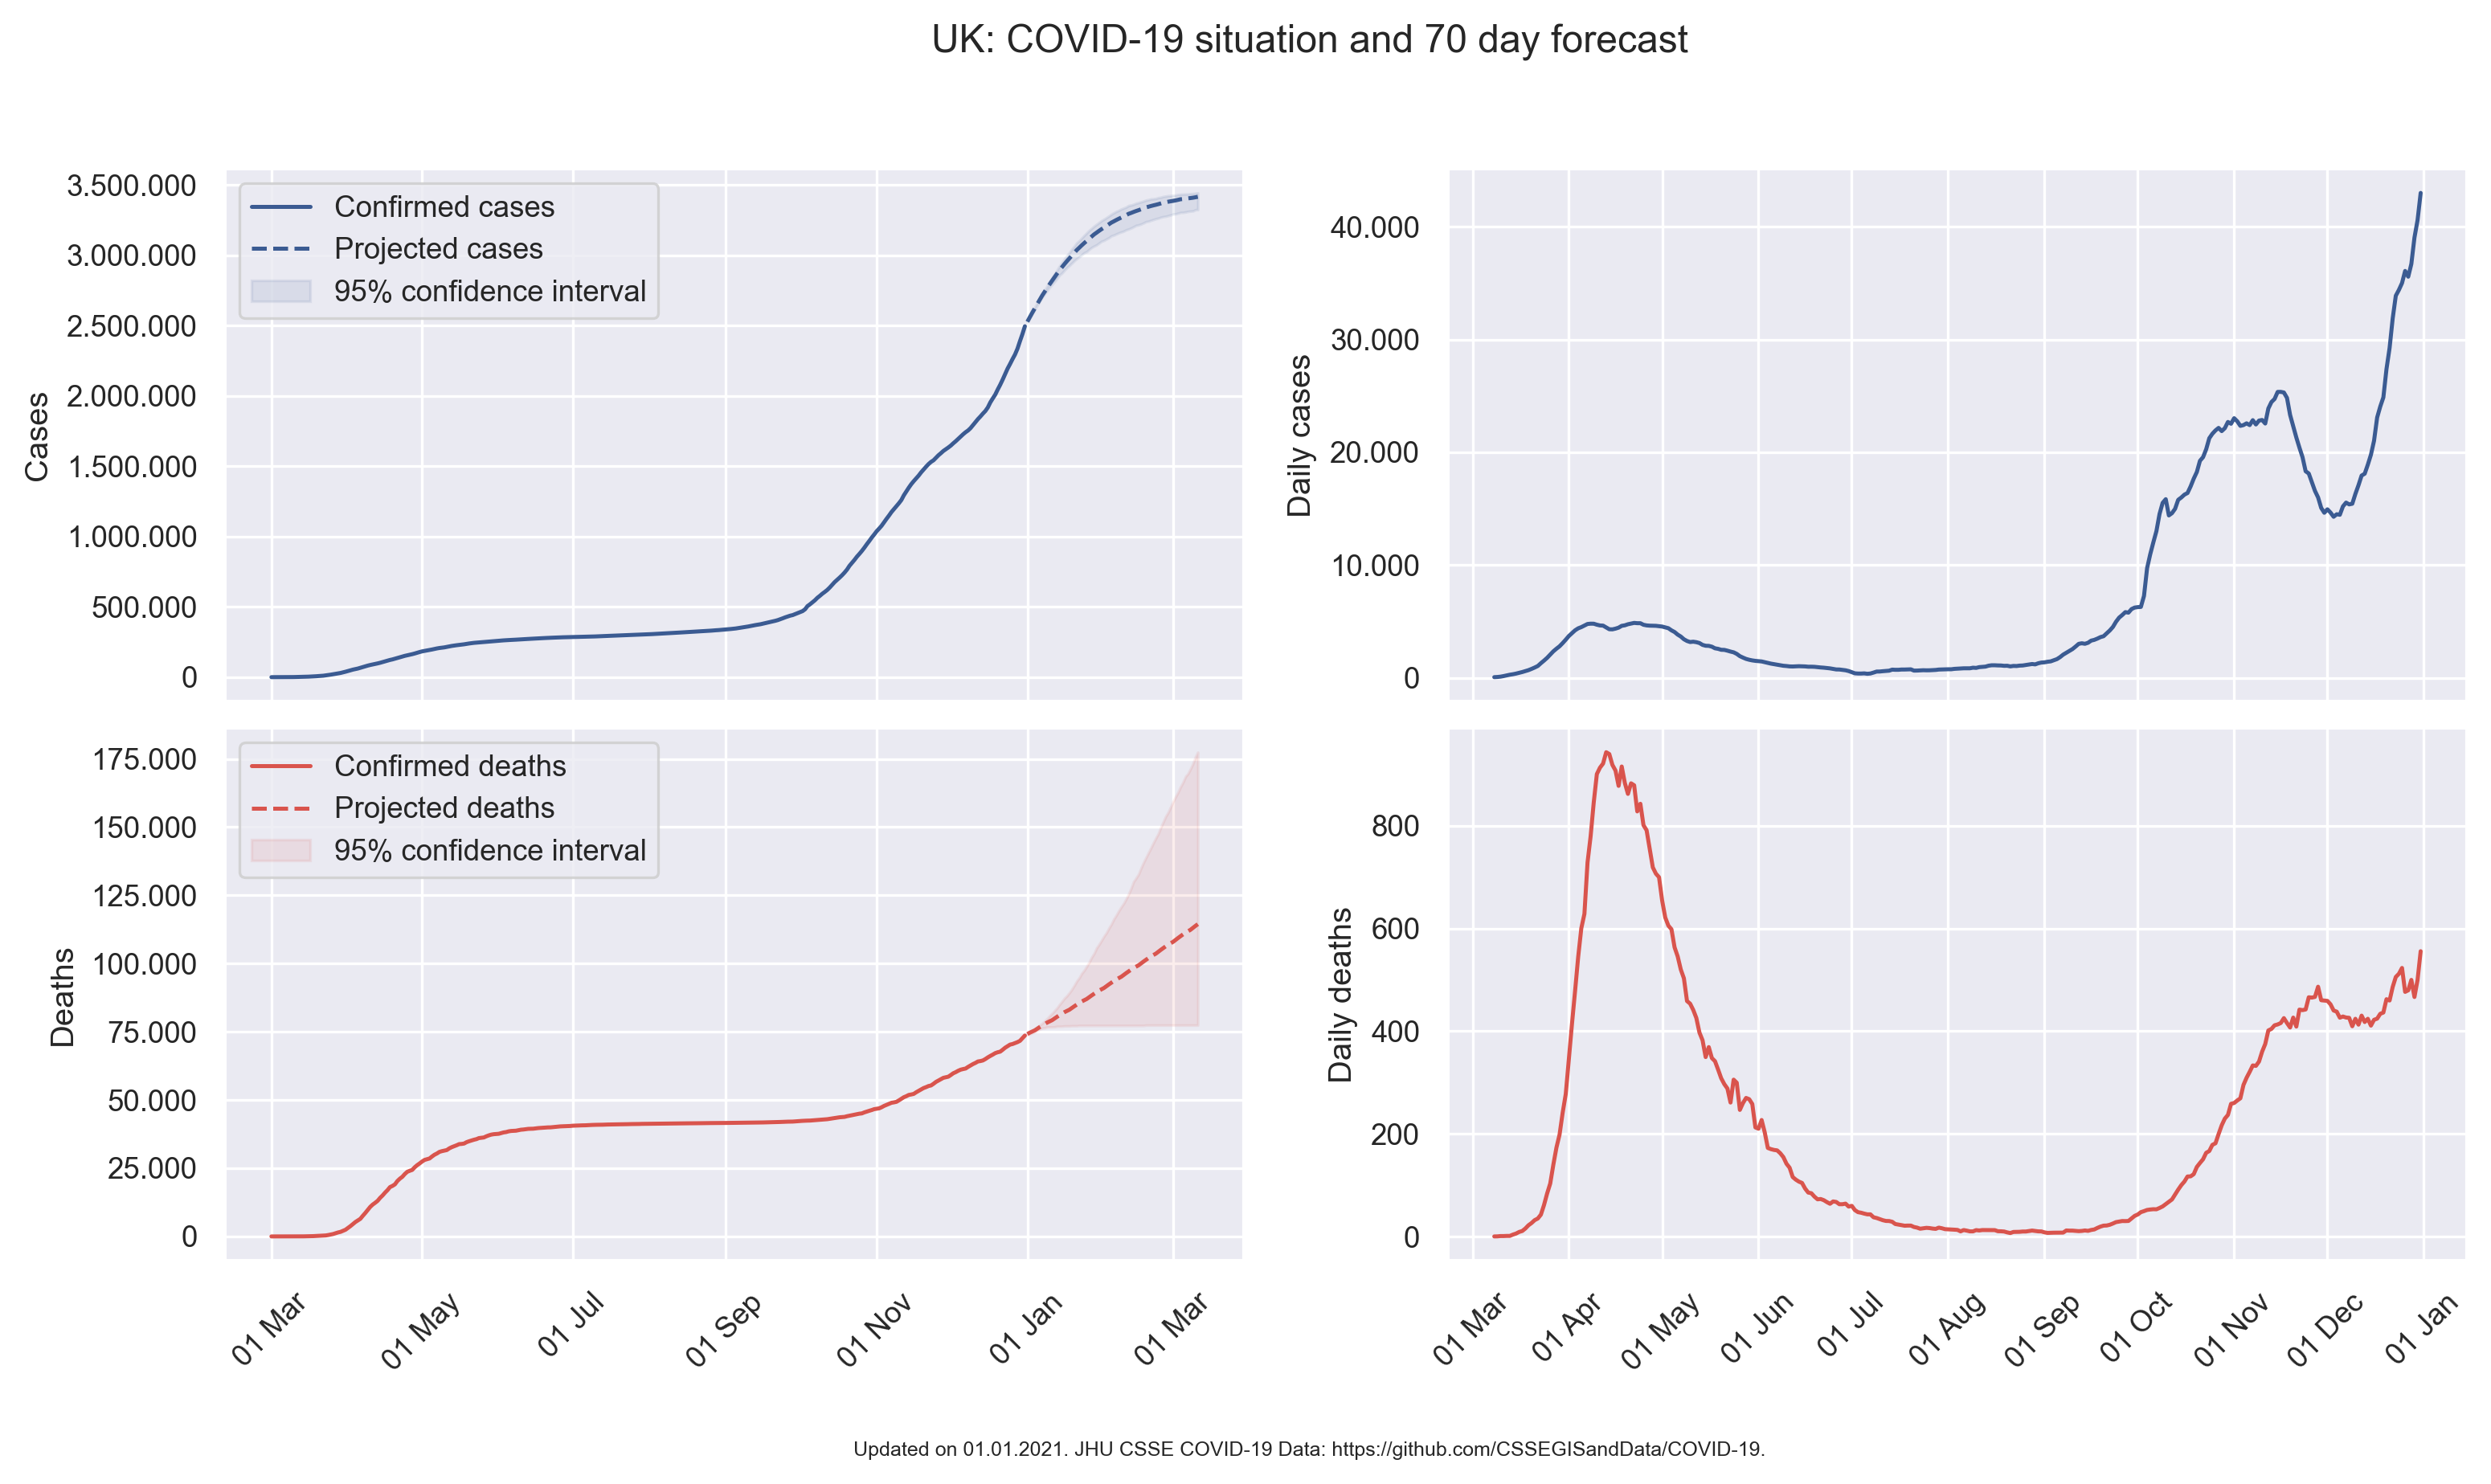 UK: COVID-19 situation and 70 day forecast
Cases
3.500.000
3.000.000
2.500.000
2.000.000
1.500.000
1.000.000
500.000
0
Confirmed cases
Projected cases
95% confidence interval
Daily cases
40.000
30.000
20.000
10.000
0
Deaths
175.000
150.000
125.000
100.000
75.000
50.000
25.000
0
Confirmed deaths
Projected deaths
95% confidence interval
01 Mar
01 May
01 Jul
01 Sep
01 Nov
01 Jan
01 Mar
Daily deaths
800
600
400
200
0
01 Mar
01 Apr
01 May
01 Jun
01 Jul
01 Aug
01 Sep
01 Oct
01 Nov
01 Dec
01 Jan
Updated on 01.01.2021. JHU CSSE COVID-19 Data: https://github.com/CSSEGISandData/COVID-19.